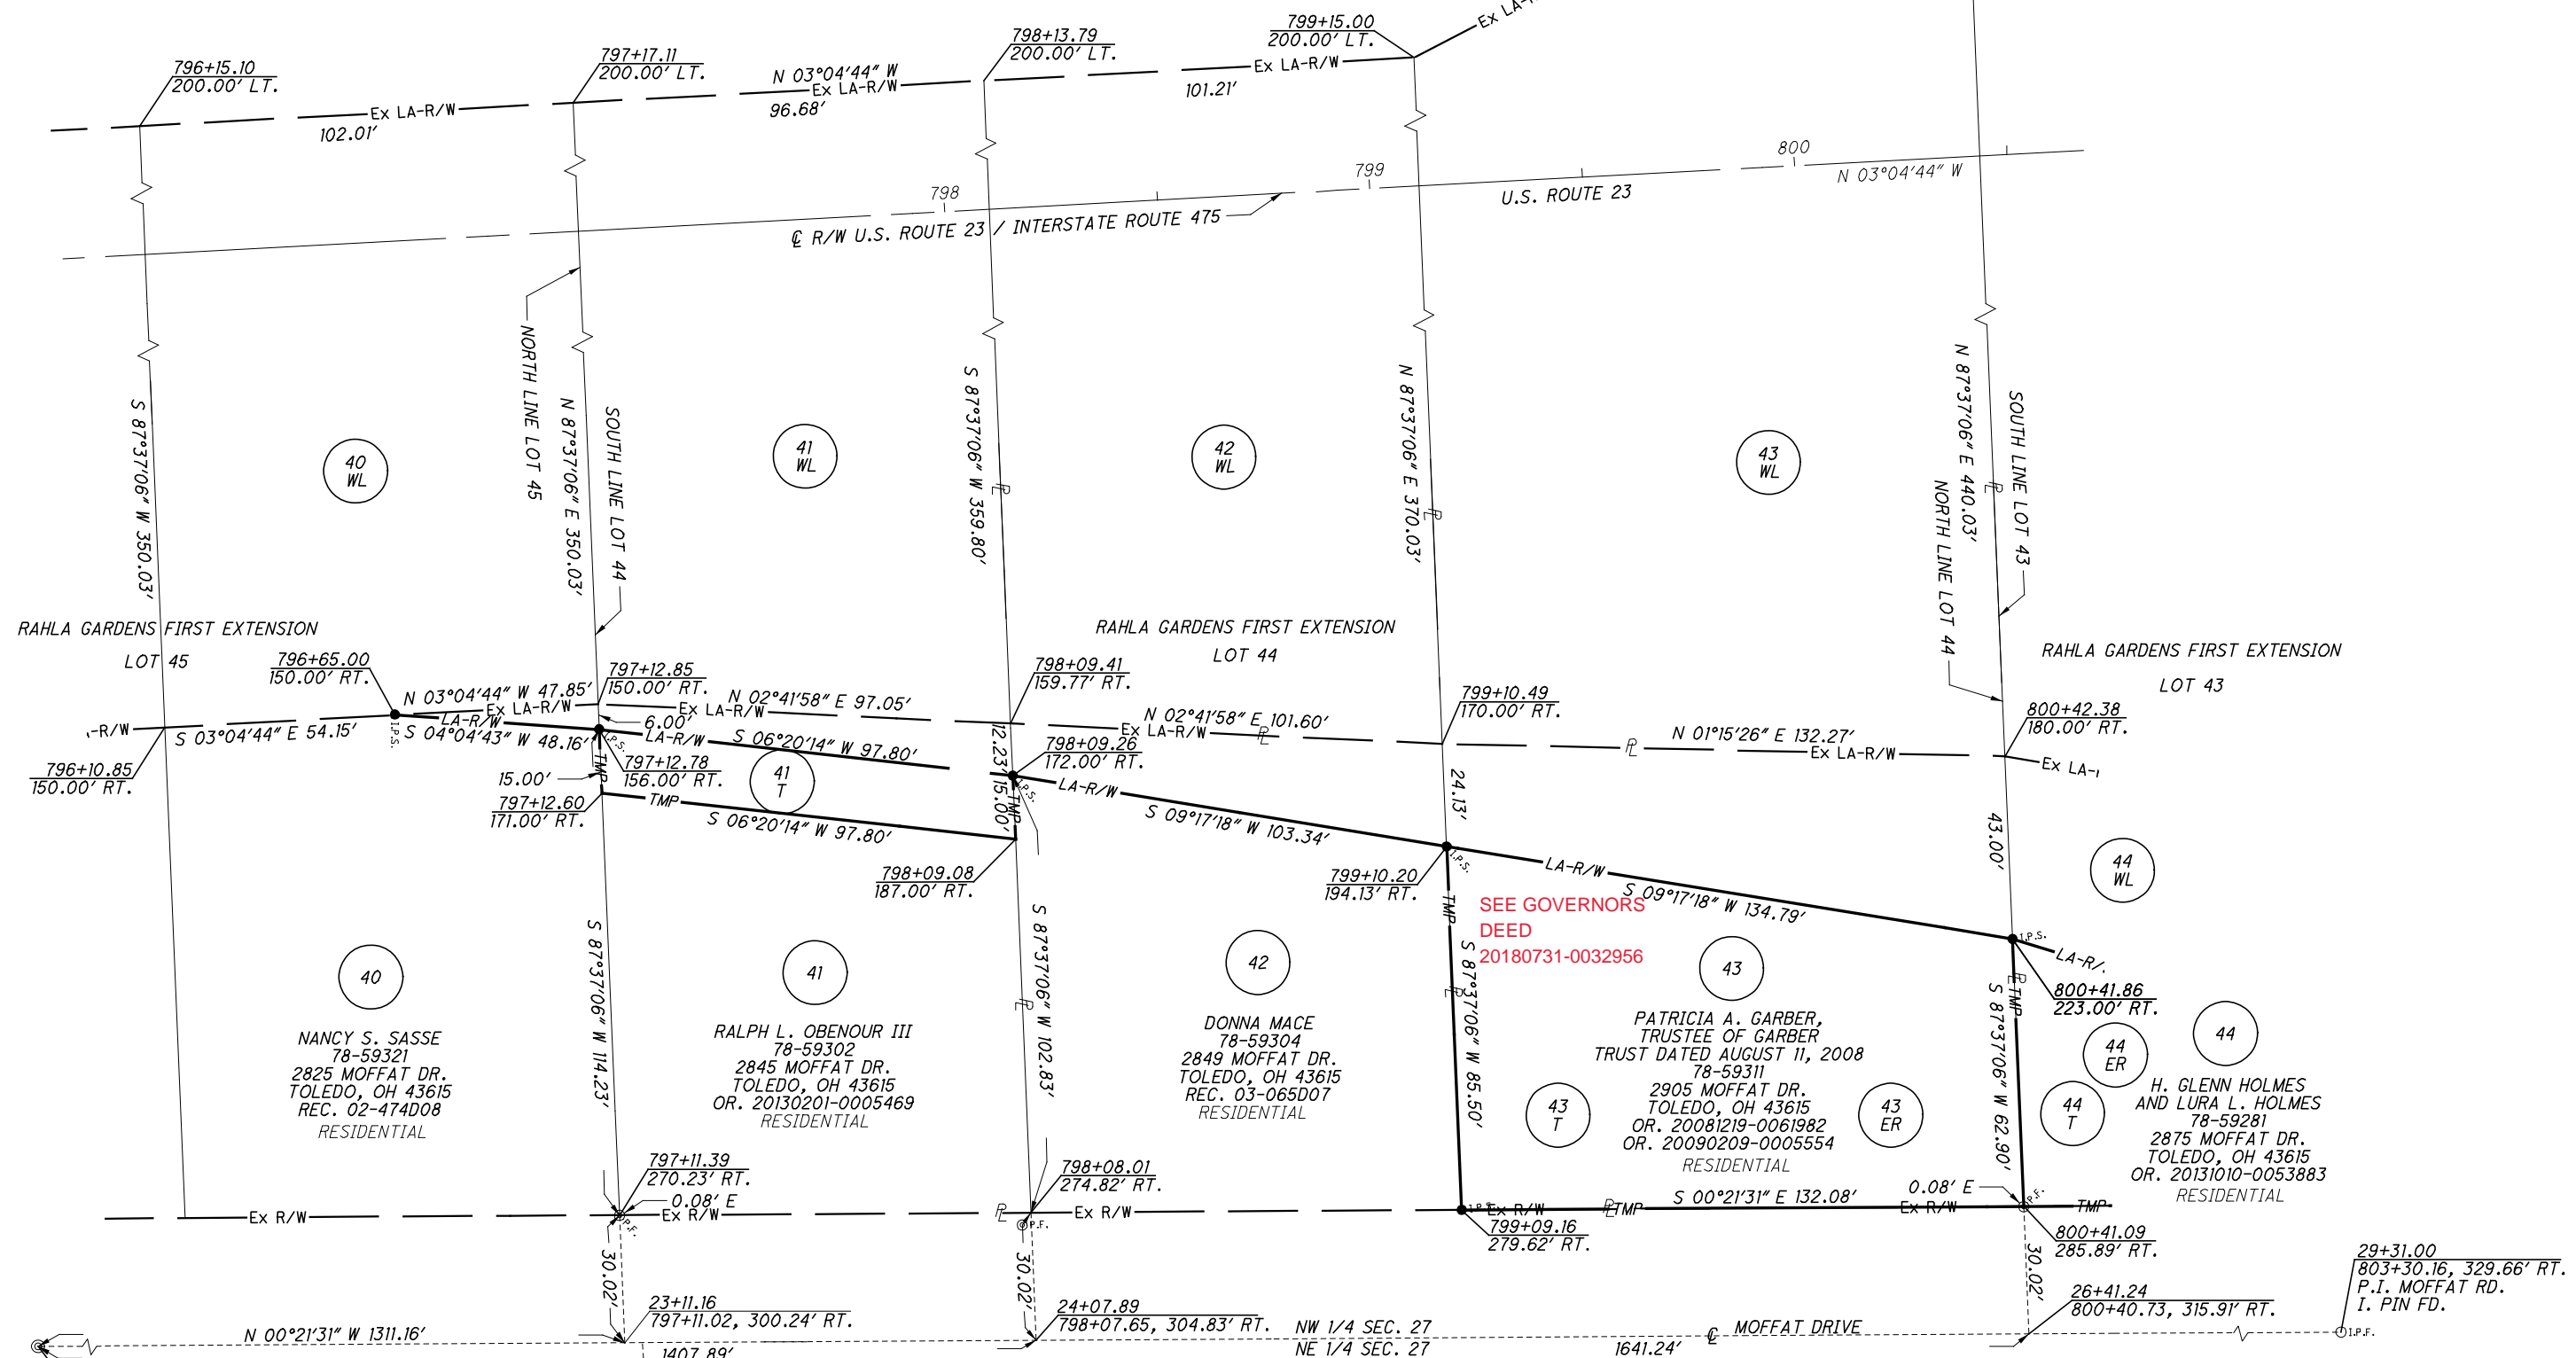 796+15.10
200.00' LT.
797+17.11
200.00' LT.
798+13.79
200.00' LT.
799+15.00
200.00' LT.
Ex LA-R/W
102.01'
N 03°04'44" W
Ex LA-R/W
96.68'
Ex LA-R/W
101.21'
798
799
800
N 03°04'44" W
U.S. ROUTE 23
℄ R/W U.S. ROUTE 23 / INTERSTATE ROUTE 475
S 87°37'06" W 350.03'
NORTH LINE LOT 45
N 87°37'06" E 350.03'
SOUTH LINE LOT 44
S 87°37'06" W 359.80'
N 87°37'06" E 370.03'
N 87°37'06" E 440.03'
NORTH LINE LOT 44
SOUTH LINE LOT 43
40
WL
41
WL
42
WL
43
WL
RAHLA GARDENS FIRST EXTENSION
LOT 45
RAHLA GARDENS FIRST EXTENSION
LOT 44
RAHLA GARDENS FIRST EXTENSION
LOT 43
796+65.00
150.00' RT.
797+12.85
150.00' RT.
798+09.41
159.77' RT.
799+10.49
170.00' RT.
800+42.38
180.00' RT.
-R/W
S 03°04'44" E 54.15'
N 03°04'44" W 47.85'
Ex LA-R/W
LA-R/W
S 04°04'43" W 48.16'
I.P.S.
N 02°41'58" E 97.05'
Ex LA-R/W
6.00'
LA-R/W
S 06°20'14" W 97.80'
I.P.S.
N 02°41'58" E 101.60'
Ex LA-R/W
N 01°15'26" E 132.27'
Ex LA-R/W
Ex LA-
796+10.85
150.00' RT.
15.00'
TMP
797+12.78
156.00' RT.
41
T
12.23'
15.00'
TMP
798+09.26
172.00' RT.
I.P.S.
LA-R/W
S 09°17'18" W 103.34'
24.13'
43.00'
797+12.60
171.00' RT.
TMP
S 06°20'14" W 97.80'
798+09.08
187.00' RT.
799+10.20
194.13' RT.
I.P.S.
LA-R/W
S 09°17'18" W 134.79'
44
WL
I.P.S.
LA-R/
SEE GOVERNORS
DEED
20180731-0032956
TMP
S 87°37'06" W 114.23'
S 87°37'06" W 102.83'
S 87°37'06" W 85.50'
S 87°37'06" W 62.90'
TMP
800+41.86
223.00' RT.
40
NANCY S. SASSE
78-59321
2825 MOFFAT DR.
TOLEDO, OH 43615
REC. 02-474D08
RESIDENTIAL
41
RALPH L. OBENOUR III
78-59302
2845 MOFFAT DR.
TOLEDO, OH 43615
OR. 20130201-0005469
RESIDENTIAL
42
DONNA MACE
78-59304
2849 MOFFAT DR.
TOLEDO, OH 43615
REC. 03-065D07
RESIDENTIAL
43
PATRICIA A. GARBER,
TRUSTEE OF GARBER
TRUST DATED AUGUST 11, 2008
78-59311
2905 MOFFAT DR.
TOLEDO, OH 43615
OR. 20081219-0061982
OR. 20090209-0005554
RESIDENTIAL
43
T
43
ER
44
ER
44
T
44
H. GLENN HOLMES
AND LURA L. HOLMES
78-59281
2875 MOFFAT DR.
TOLEDO, OH 43615
OR. 20131010-0053883
RESIDENTIAL
797+11.39
270.23' RT.
0.08' E
798+08.01
274.82' RT.
Ex R/W
P.F.
Ex R/W
P.F.
Ex R/W
Ex R/W
TMP
S 00°21'31" E 132.08'
0.08' E
Ex R/W
P.F.
TMP
799+09.16
279.62' RT.
800+41.09
285.89' RT.
30.02'
30.02'
30.02'
23+11.16
797+11.02, 300.24' RT.
24+07.89
798+07.65, 304.83' RT.
26+41.24
800+40.73, 315.91' RT.
29+31.00
803+30.16, 329.66' RT.
P.I. MOFFAT RD.
I. PIN FD.
I.P.F.
N 00°21'31" W 1311.16'
1407.89'
NW 1/4 SEC. 27
NE 1/4 SEC. 27
℄ MOFFAT DRIVE
1641.24'